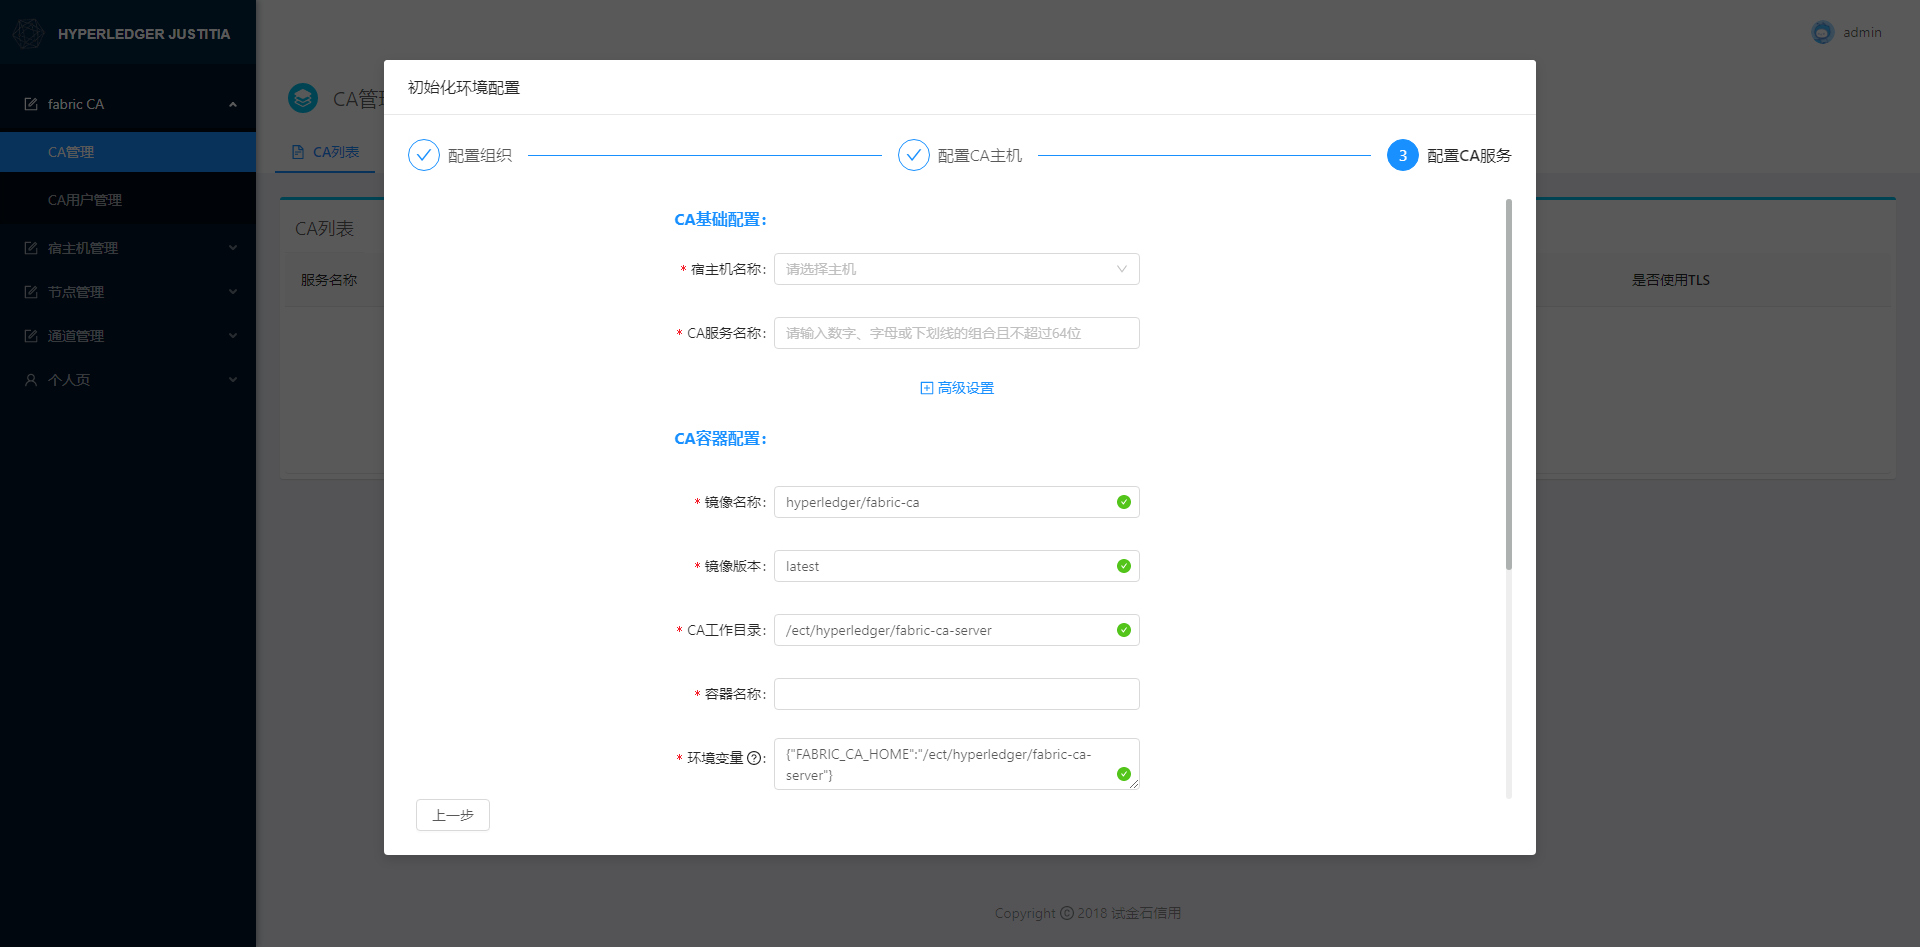 HYPERLEDGER JUSTITIA
admin
fabric CA
CA管理
CA用户管理
宿主机管理
节点管理
通道管理
个人页
CA管
CA列表
CA列表
服务名称
是否使用TLS
初始化环境配置
配置组织
配置CA主机
3 配置CA服务
CA基础配置:
* 宿主机名称: 请选择主机
* CA服务名称: 请输入数字、字母或下划线的组合且不超过64位
高级设置
CA容器配置:
* 镜像名称: hyperledger/fabric-ca
* 镜像版本: latest
* CA工作目录: /ect/hyperledger/fabric-ca-server
* 容器名称:
* 环境变量 ? : {"FABRIC_CA_HOME":"/ect/hyperledger/fabric-ca-
server"}
上一步
Copyright © 2018 试金石信用